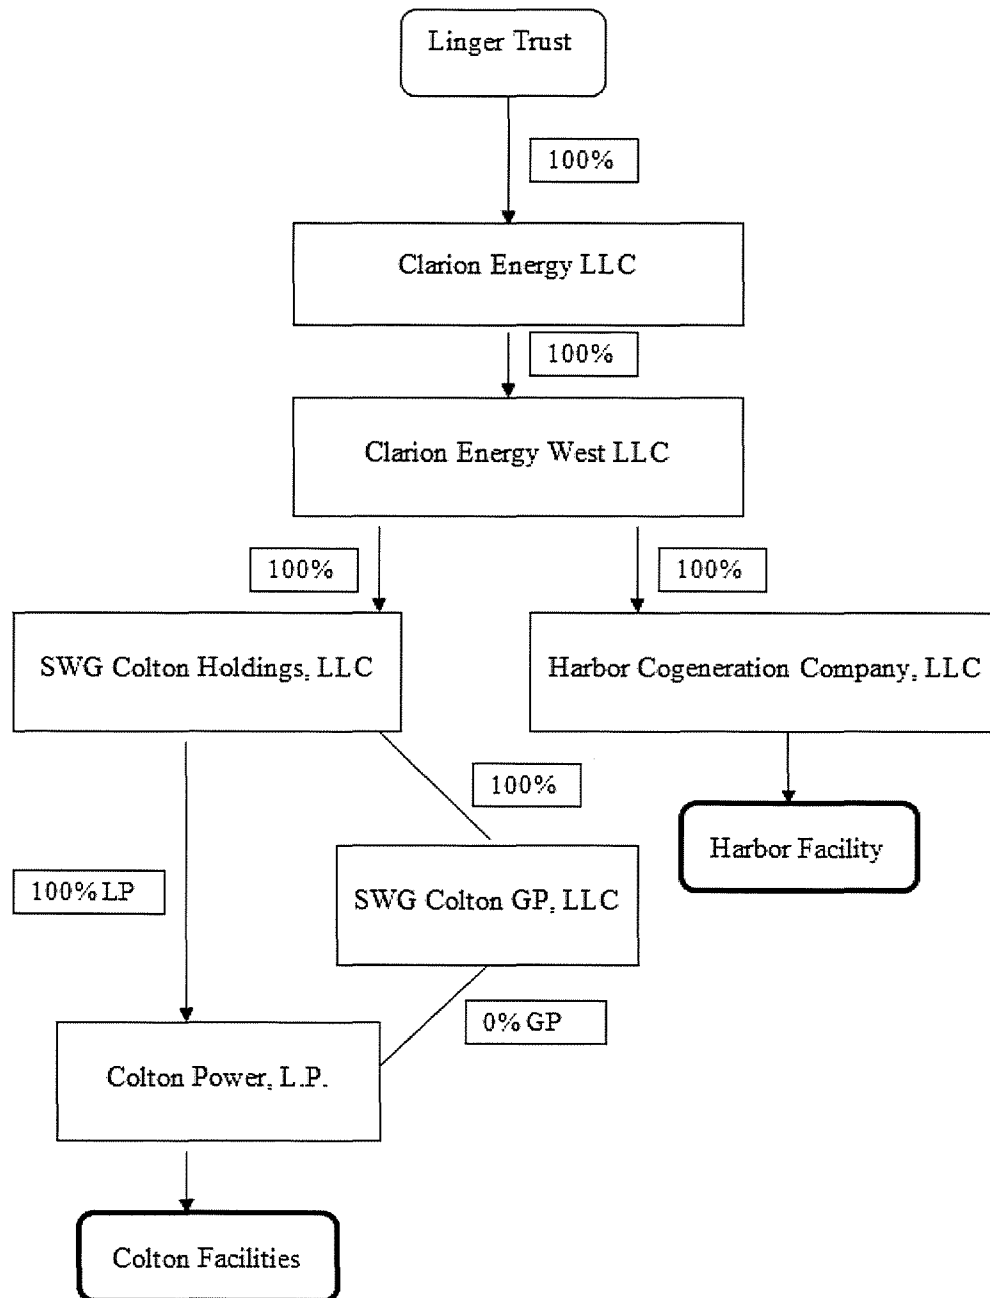 Linger Trust
100%
Clarion Energy LLC
100%
Clarion Energy West LLC
100%
100%
SWG Colton Holdings, LLC
Harbor Cogeneration Company, LLC
100%
Harbor Facility
100% LP
SWG Colton GP, LLC
0% GP
Colton Power, L.P.
Colton Facilities